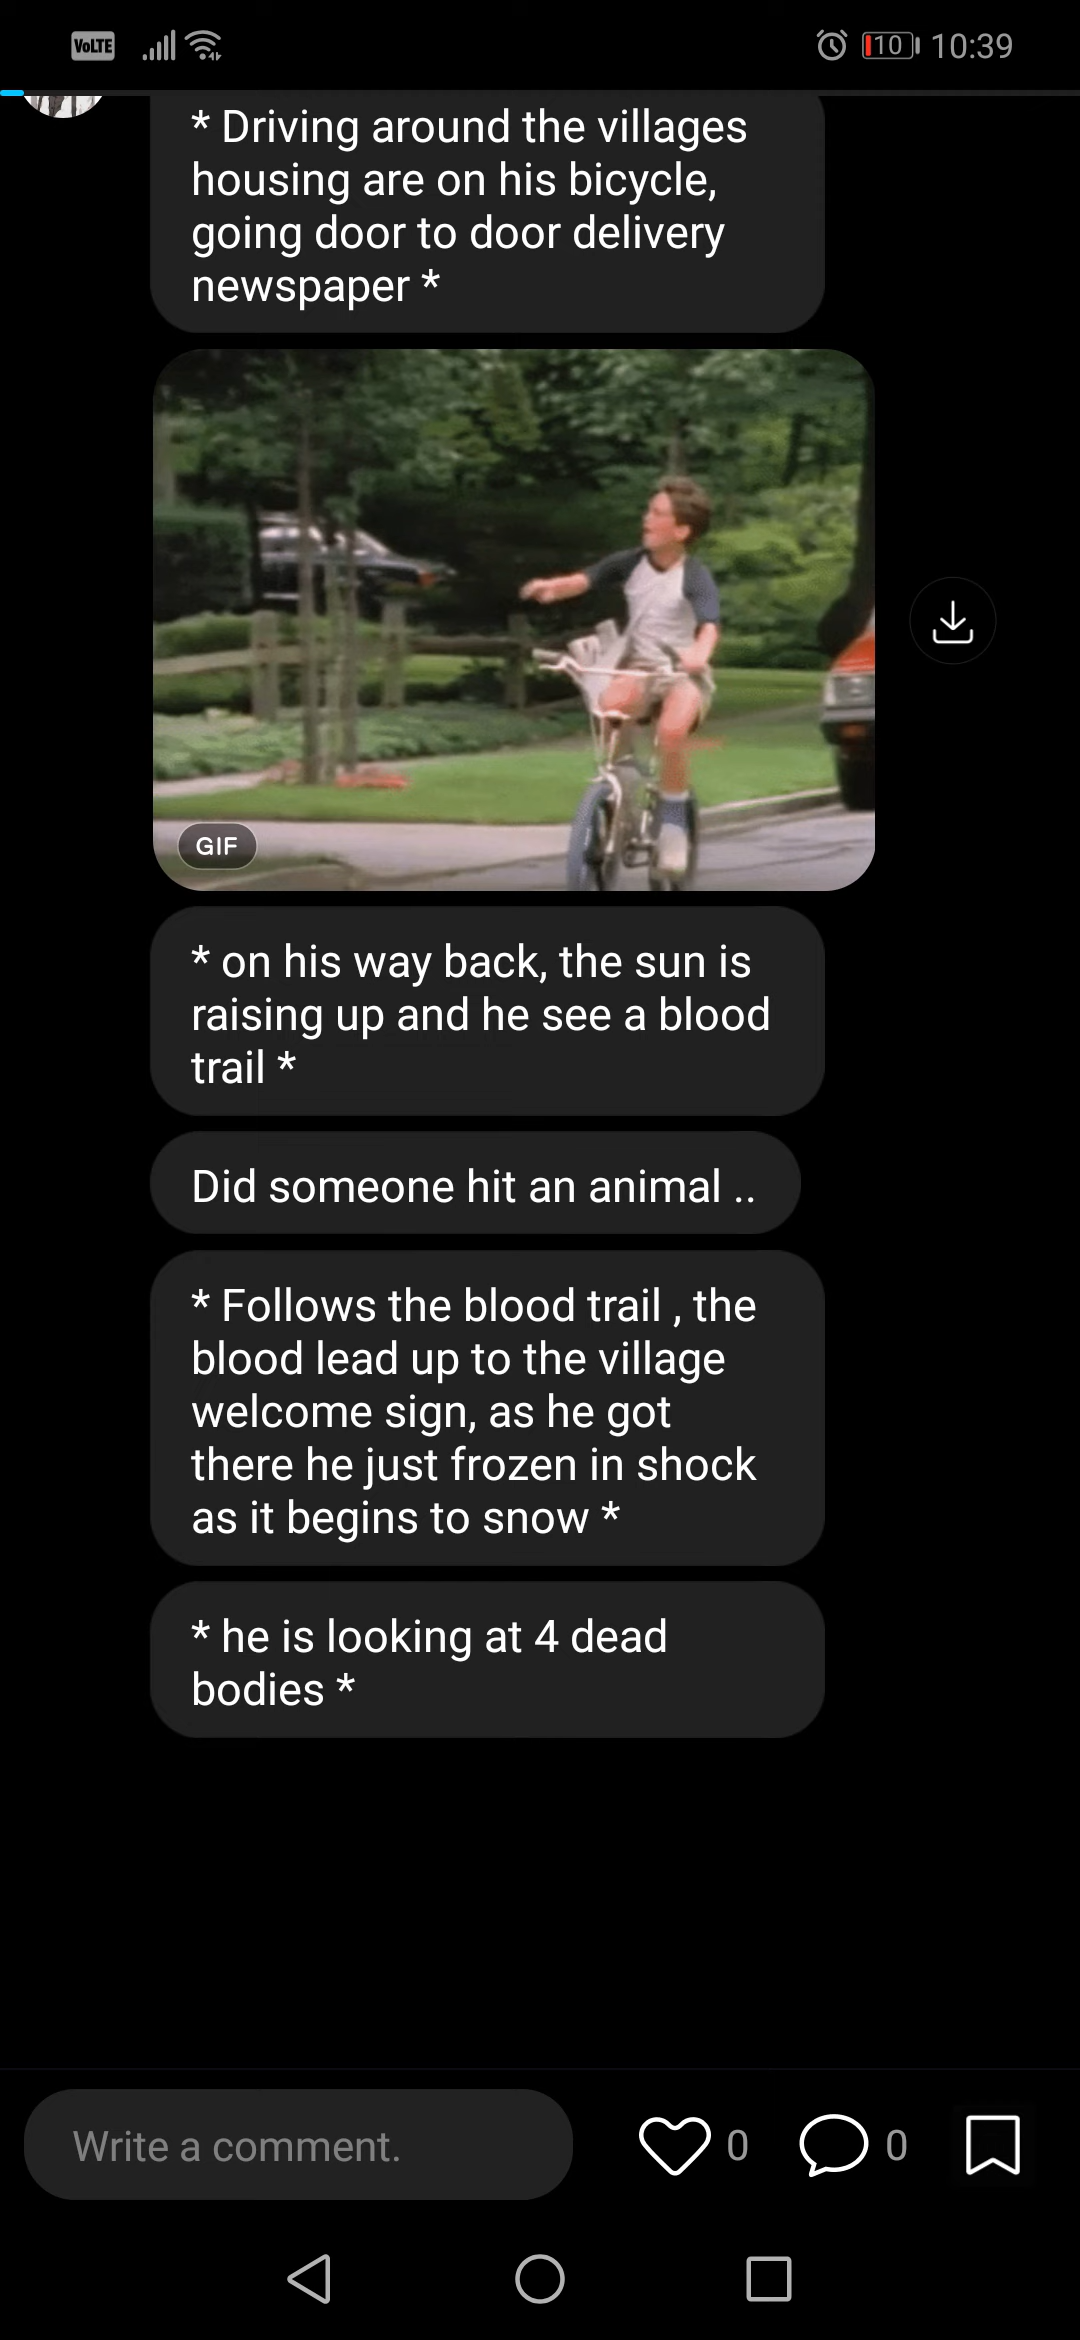 VoLTE
10
10:39
* Driving around the villages
housing are on his bicycle,
going door to door delivery
newspaper *
GIF
* on his way back, the sun is
raising up and he see a blood
trail *
Did someone hit an animal ..
* Follows the blood trail , the
blood lead up to the village
welcome sign, as he got
there he just frozen in shock
as it begins to snow *
* he is looking at 4 dead
bodies *
Write a comment.
0
0